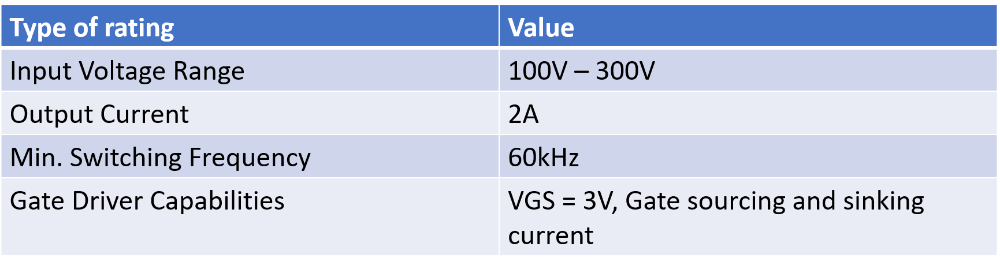 Type of rating Value
Input Voltage Range 100V – 300V
Output Current 2A
Min. Switching Frequency 60kHz
Gate Driver Capabilities VGS = 3V, Gate sourcing and sinking
current